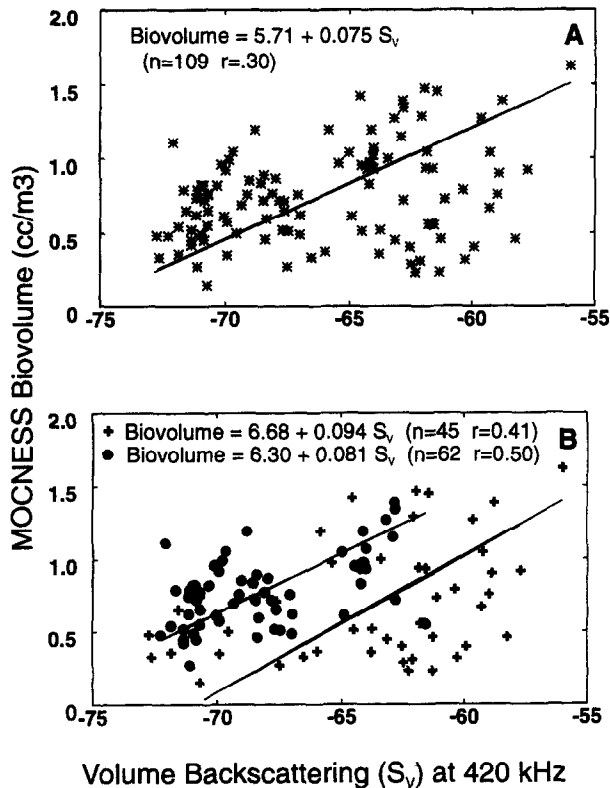 Biovolume = 5.71 + 0.075 Sv
(n=109 r=.30)
A
2.0
1.5
1.0
0.5
0
-75
-70
-65
-60
-55
MOCNESS Biovolume (cc/m3)
+ Biovolume = 6.68 + 0.094 Sv (n=45 r=0.41)
● Biovolume = 6.30 + 0.081 Sv (n=62 r=0.50)
B
2.0
1.5
1.0
0.5
0
-75
-70
-65
-60
-55
Volume Backscattering (Sv) at 420 kHz